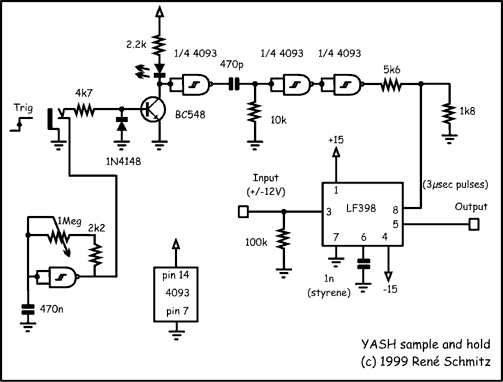 2.2k
1/4 4093
470p
1/4 4093
1/4 4093
5k6
Trig
4k7
BC548
10k
1k8
1N4148
+15
Input
(+/-12V)
(3µsec pulses)
1
3
LF398
8
5
Output
7
6
4
100k
1n
(styrene)
-15
1Meg
2k2
470n
pin 14
4093
pin 7
YASH sample and hold
(c) 1999 René Schmitz